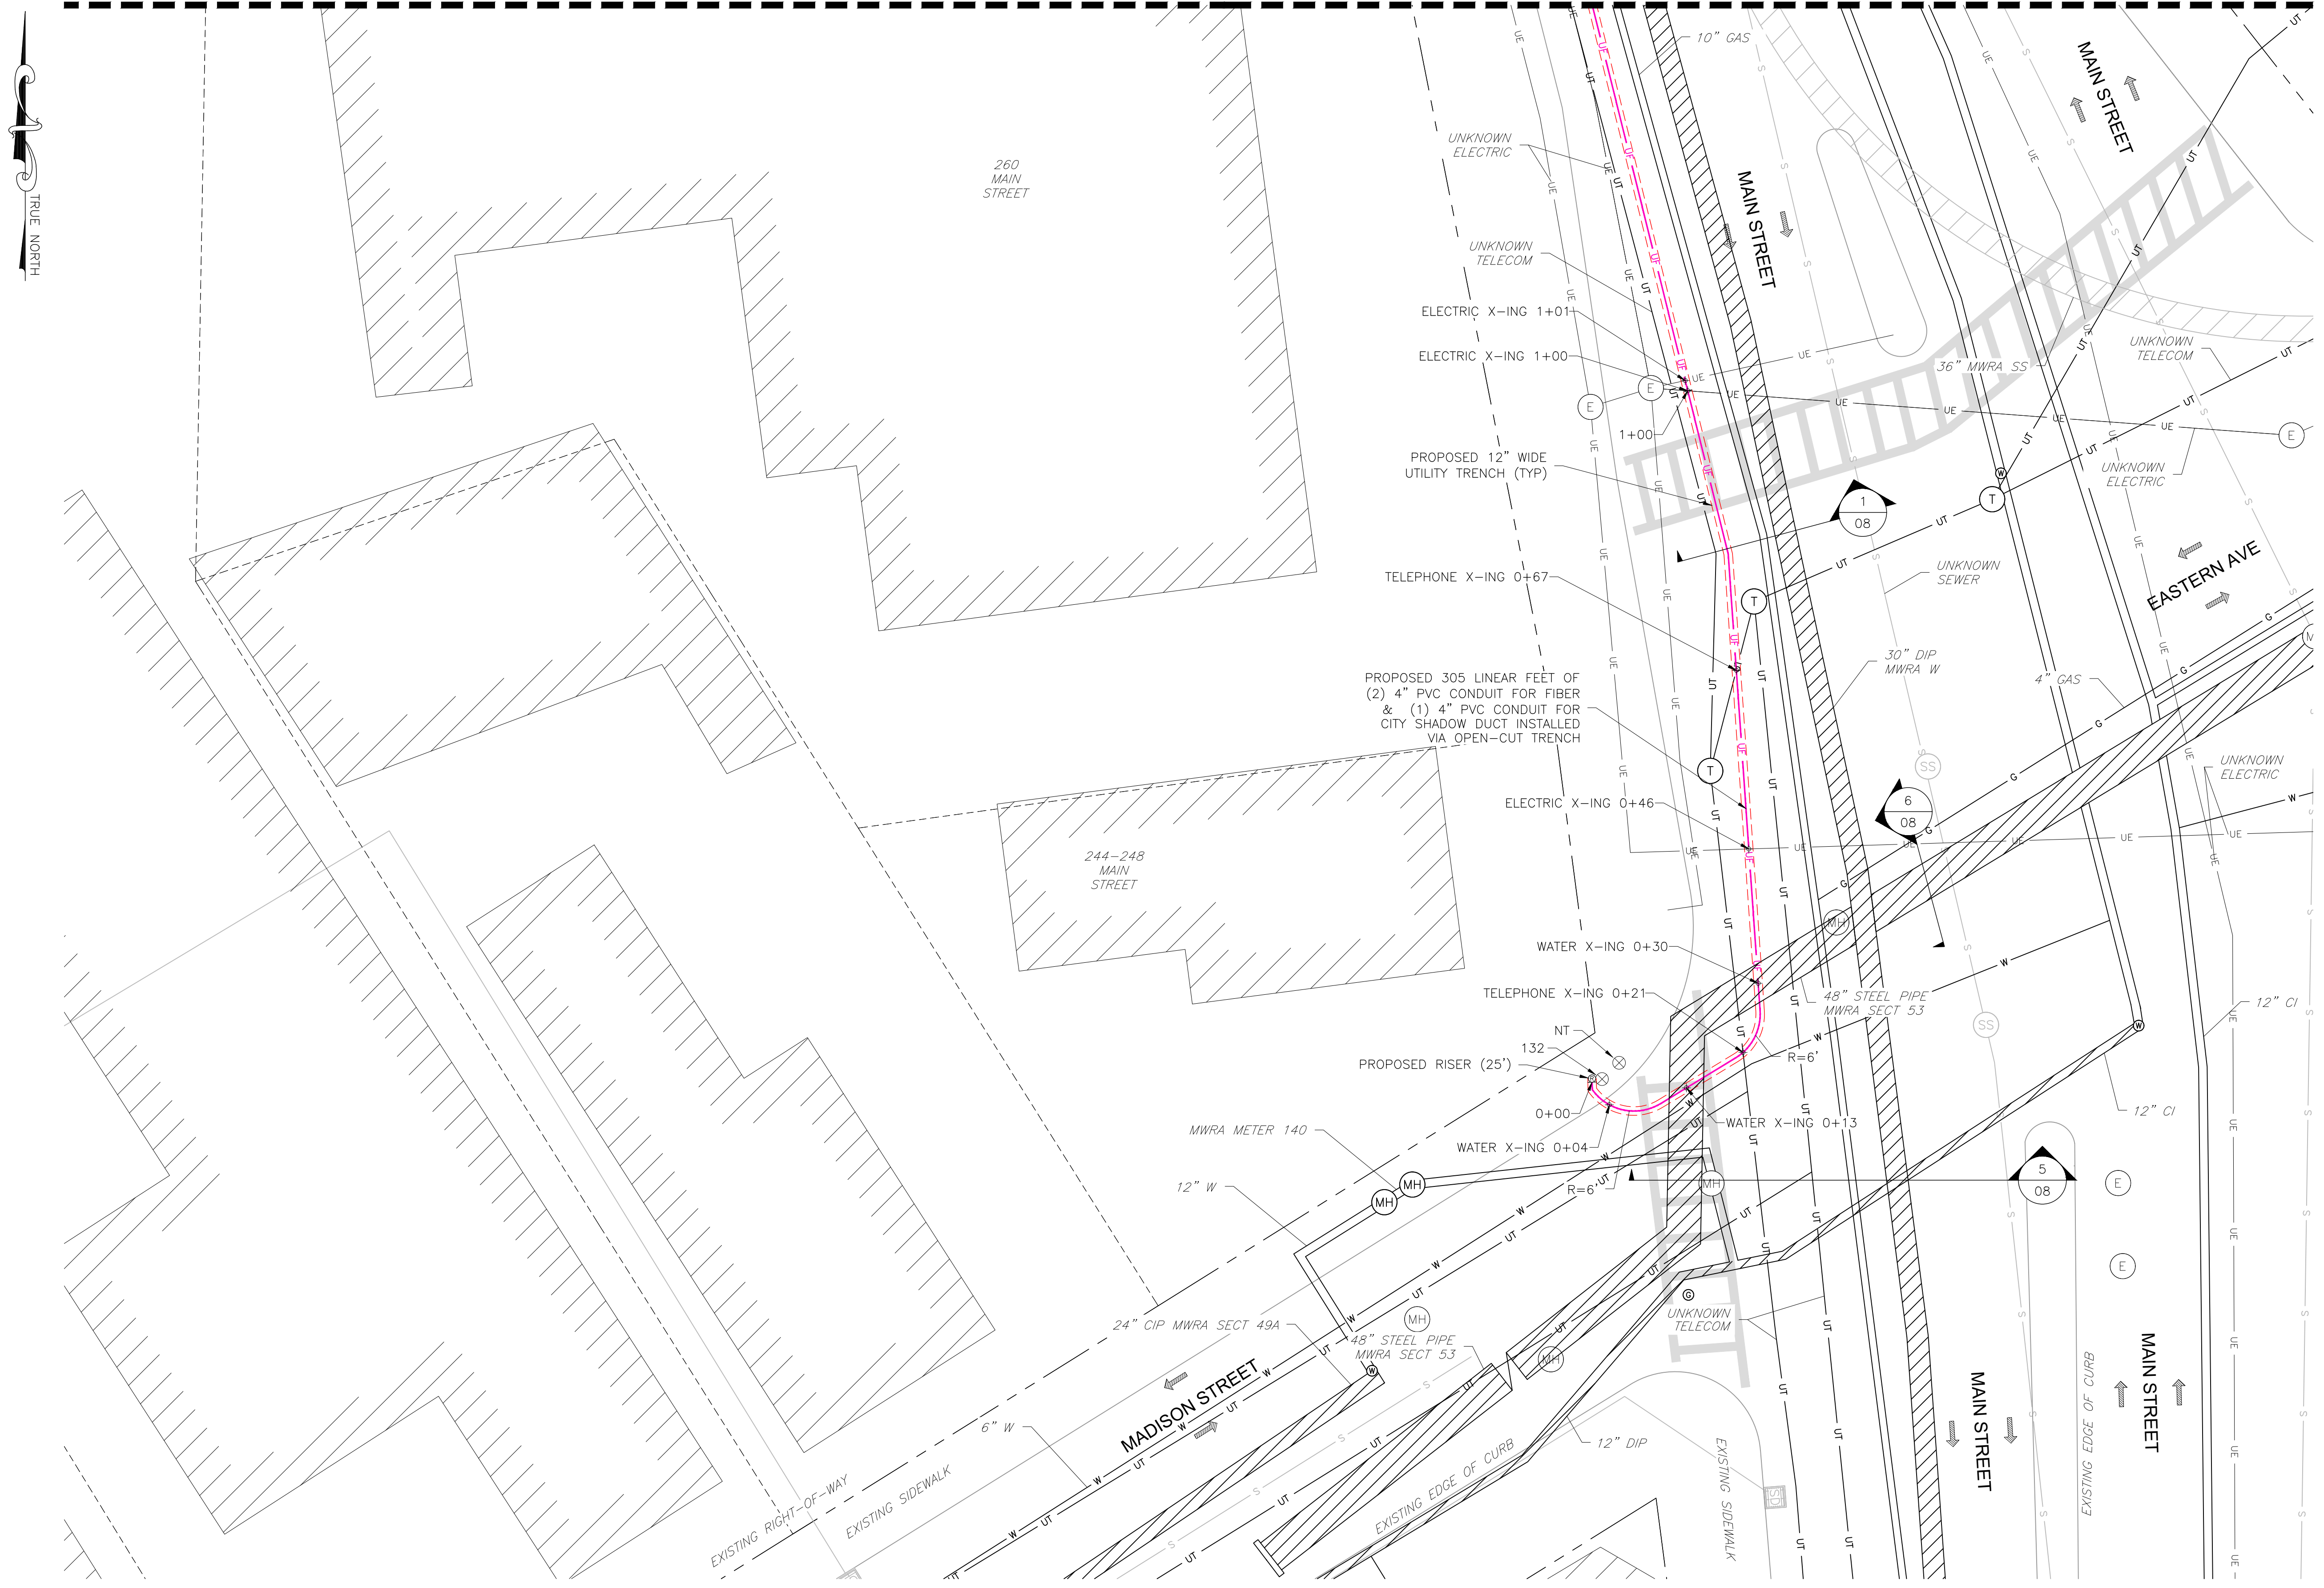 TRUE NORTH
10" GAS
MAIN STREET
UNKNOWN
ELECTRIC
260
MAIN
STREET
MAIN STREET
UNKNOWN
TELECOM
ELECTRIC X-ING 1+01
ELECTRIC X-ING 1+00
1+00
36" MWRA SS
UNKNOWN
TELECOM
PROPOSED 12" WIDE
UTILITY TRENCH (TYP)
UNKNOWN
ELECTRIC
1
08
TELEPHONE X-ING 0+67
UNKNOWN
SEWER
EASTERN AVE
30" DIP
MWRA W
4" GAS
PROPOSED 305 LINEAR FEET OF
(2) 4" PVC CONDUIT FOR FIBER
& (1) 4" PVC CONDUIT FOR
CITY SHADOW DUCT INSTALLED
VIA OPEN-CUT TRENCH
UNKNOWN
ELECTRIC
ELECTRIC X-ING 0+46
6
08
244-248
MAIN
STREET
WATER X-ING 0+30
TELEPHONE X-ING 0+21
48" STEEL PIPE
MWRA SECT 53
12" CI
NT
132
PROPOSED RISER (25')
R=6'
0+00
WATER X-ING 0+13
12" CI
MWRA METER 140
WATER X-ING 0+04
R=6'
12" W
5
08
UNKNOWN
TELECOM
24" CIP MWRA SECT 49A
48" STEEL PIPE
MWRA SECT 53
MADISON STREET
6" W
12" DIP
EXISTING RIGHT-OF-WAY
EXISTING SIDEWALK
EXISTING EDGE OF CURB
EXISTING SIDEWALK
MAIN STREET
EXISTING EDGE OF CURB
MAIN STREET
UE
UT
UF
S
W
G
E
T
MH
SS
SD
R